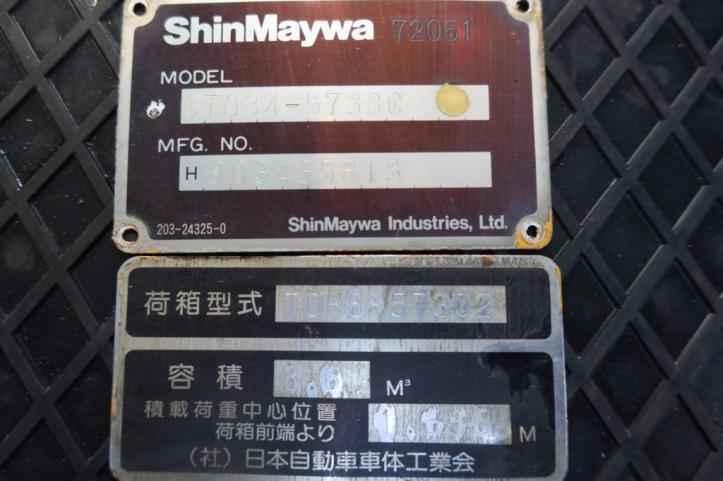 ShinMaywa 72051
MODEL
MFG. NO.
H
203-24325-0 ShinMaywa Industries, Ltd.
荷箱型式
容積 M³
積載荷重中心位置
荷箱前端より M
（社）日本自動車車体工業会